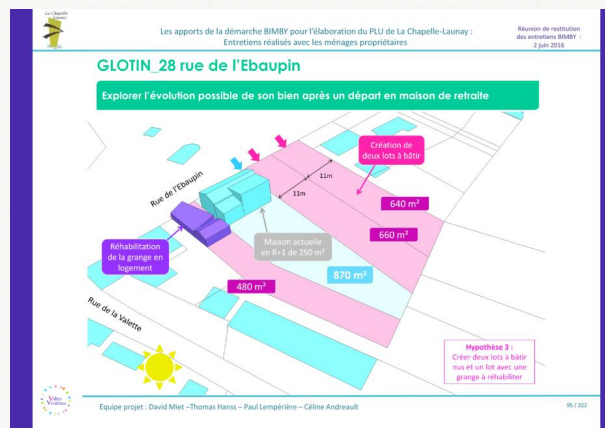 La Chapelle
Launay
Les apports de la démarche BIMBY pour l'élaboration du PLU de La Chapelle-Launay :
Entretiens réalisés avec les ménages propriétaires
Réunion de restitution
des entretiens BIMBY :
2 juin 2016
GLOTIN_28 rue de l'Ebaupin
Explorer l'évolution possible de son bien après un départ en maison de retraite
Création de
deux lots à bâtir
11m
11m
Rue de l'Ebaupin
640 m²
660 m²
Maison actuelle
en R+1 de 250 m²
Réhabilitation
de la grange en
logement
870 m²
480 m²
Rue de la Valette
Hypothèse 3 :
Créer deux lots à bâtir
nus et un lot avec une
grange à réhabiliter
Villes
Vivantes
Equipe projet : David Miet –Thomas Hanss – Paul Lempérière – Céline Andreault
95 / 322